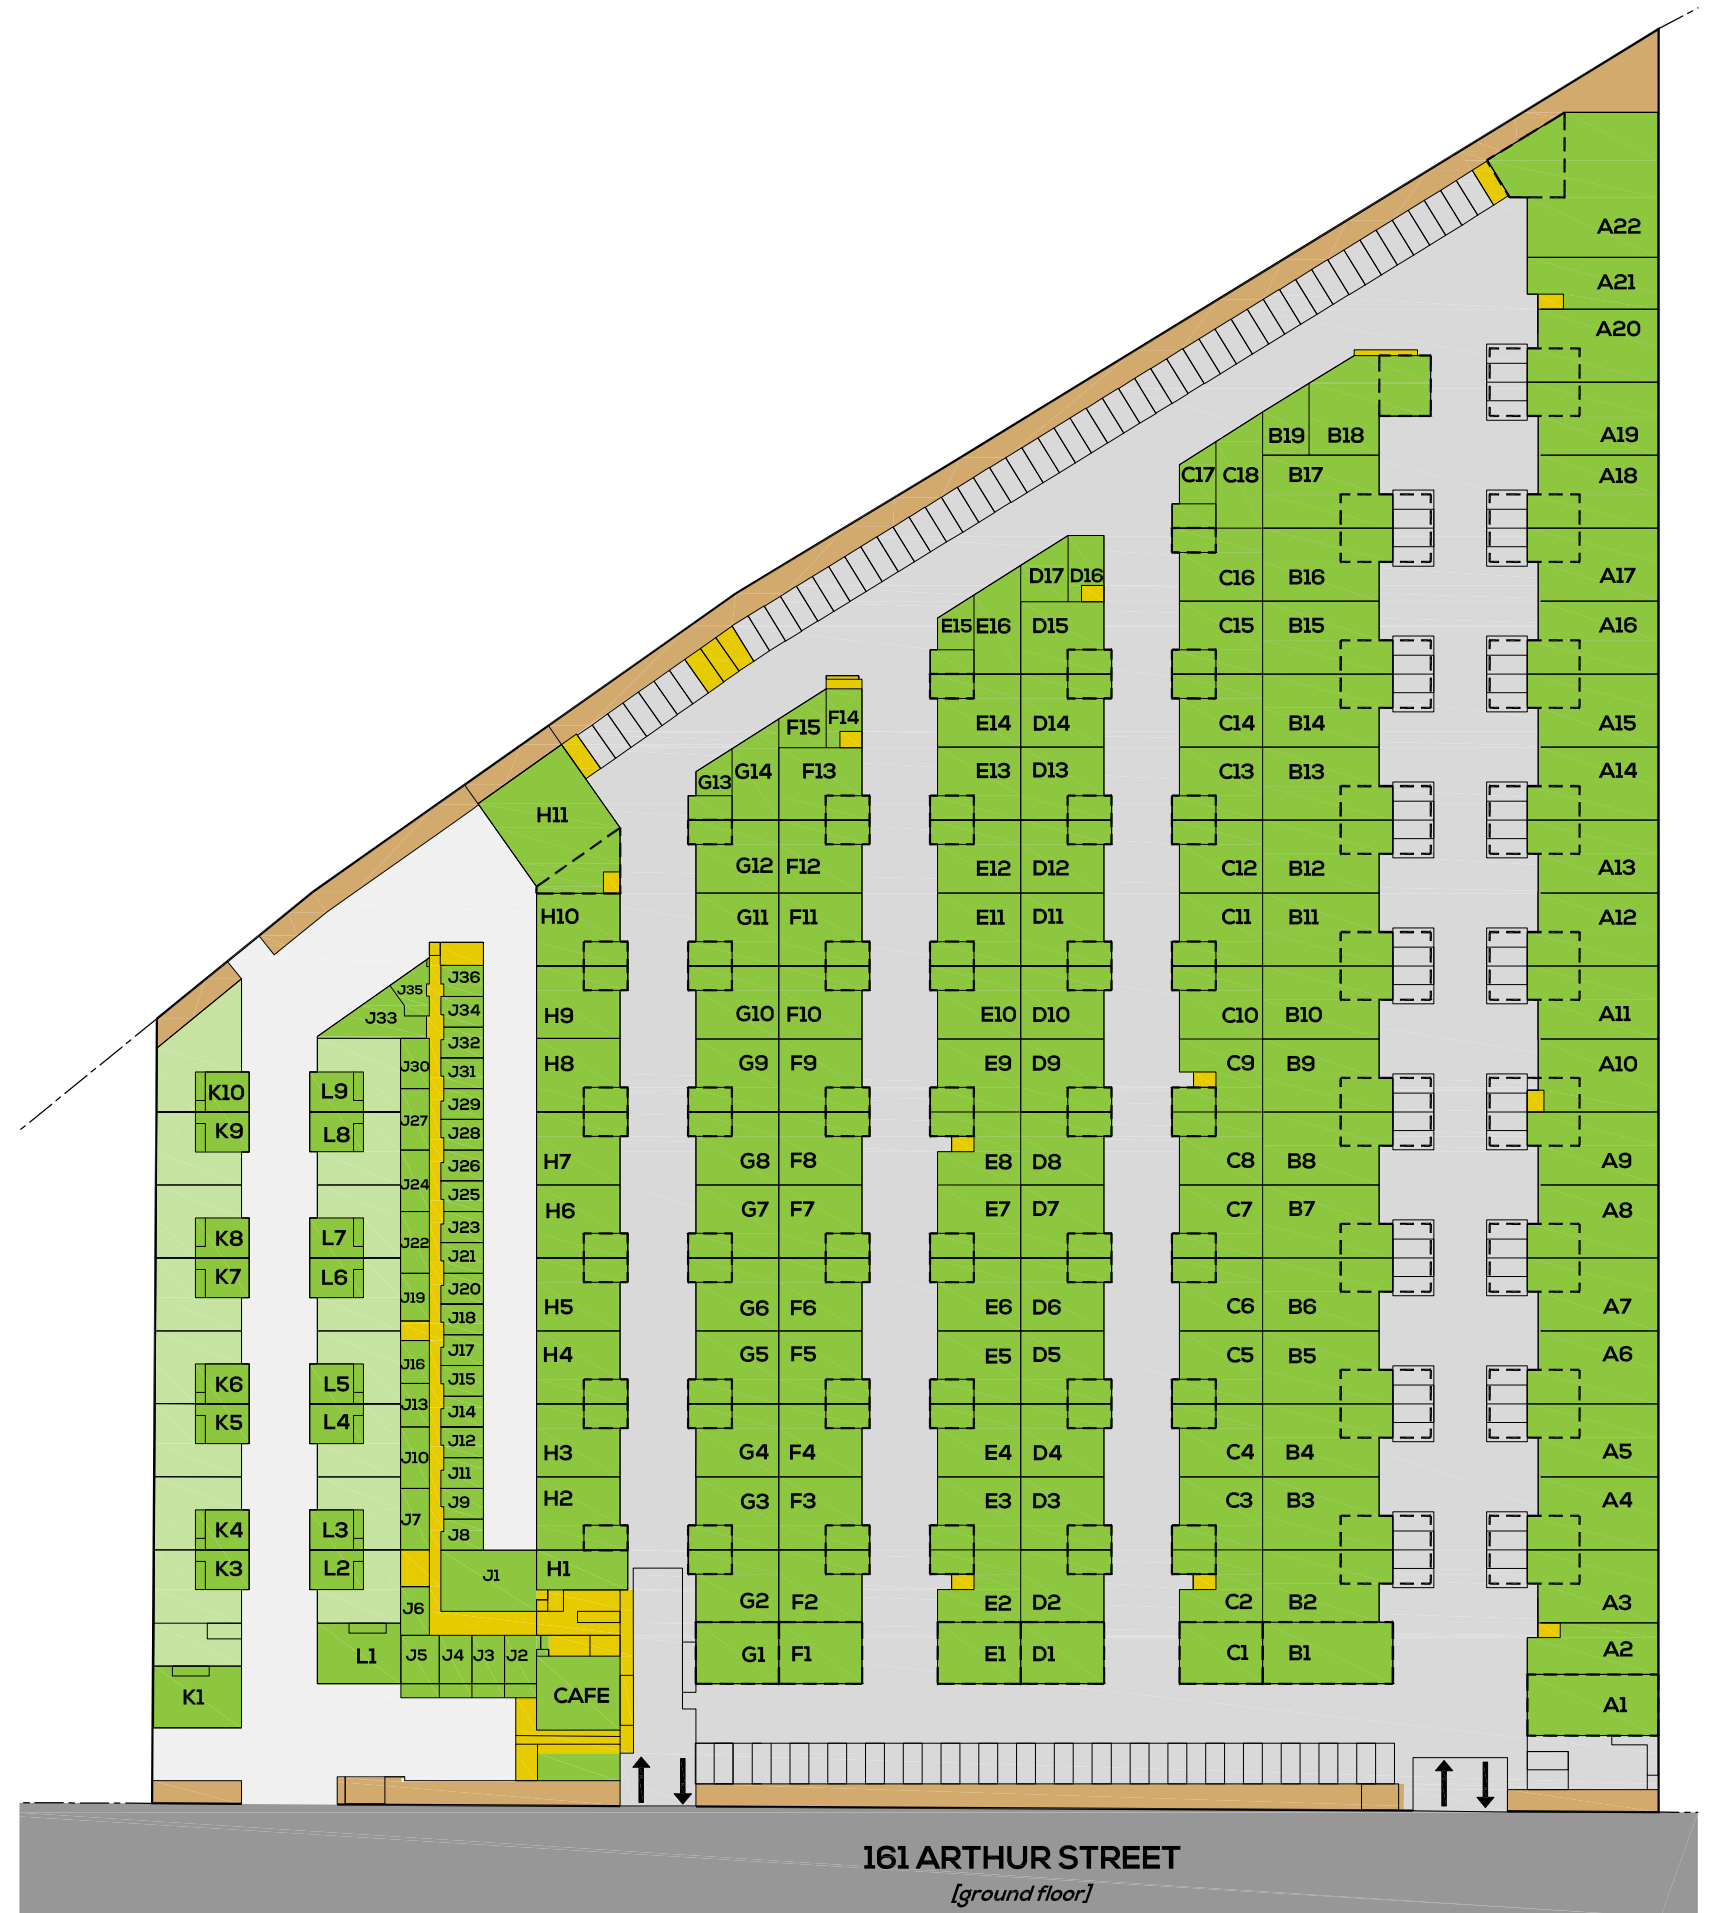 A22
A21
A20
A19
A18
A17
A16
A15
A14
A13
A12
A11
A10
A9
A8
A7
A6
A5
A4
A3
A2
A1
B19 B18
C17 C18 B17
C16 B16
C15 B15
C14 B14
C13 B13
C12 B12
C11 B11
C10 B10
C9 B9
C8 B8
C7 B7
C6 B6
C5 B5
C4 B4
C3 B3
C2 B2
C1 B1
D17 D16
E15 E16 D15
E14 D14
E13 D13
E12 D12
E11 D11
E10 D10
E9 D9
E8 D8
E7 D7
E6 D6
E5 D5
E4 D4
E3 D3
E2 D2
E1 D1
F15 F14
G13 G14 F13
G12 F12
G11 F11
G10 F10
G9 F9
G8 F8
G7 F7
G6 F6
G5 F5
G4 F4
G3 F3
G2 F2
G1 F1
H11
H10
H9
H8
H7
H6
H5
H4
H3
H2
H1
J36
J35
J34
J33
J32
J31
J30
J29
J28
J27
J26
J25
J24
J23
J22
J21
J20
J19
J18
J17
J16
J15
J14
J13
J12
J11
J10
J9
J8
J7
J1
J6
J5 J4 J3 J2
CAFE
K10 L9
K9 L8
K8 L7
K7 L6
K6 L5
K5 L4
K4 L3
K3 L2
L1
K1
161 ARTHUR STREET
[ground floor]